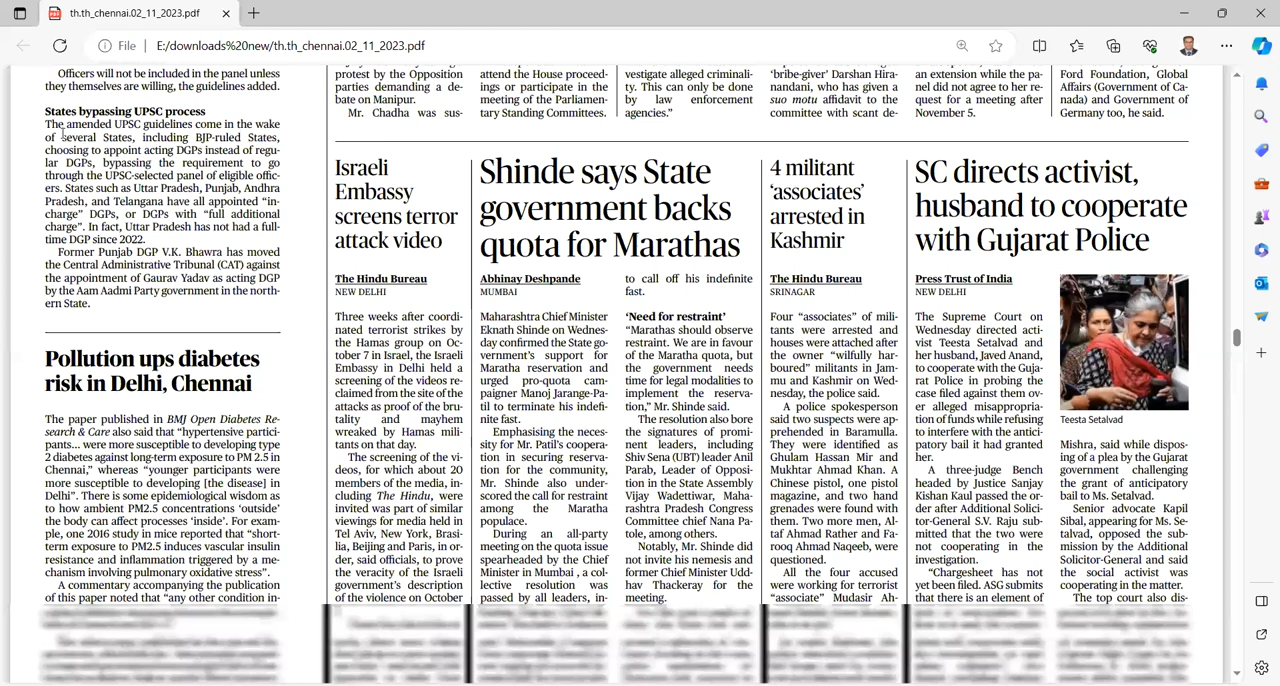 th.th_chennai.02_11_2023.pdf
File
E:/downloads%20new/th.th_chennai.02_11_2023.pdf
Officers will not be included in the panel unless
they themselves are willing, the guidelines added.
States bypassing UPSC process
The amended UPSC guidelines come in the wake
of several States, including BJP-ruled States,
choosing to appoint acting DGPs instead of regu-
lar DGPs, bypassing the requirement to go
through the UPSC-selected panel of eligible offic-
ers. States such as Uttar Pradesh, Punjab, Andhra
Pradesh, and Telangana have all appointed “in-
charge” DGPs, or DGPs with “full additional
charge”. In fact, Uttar Pradesh has not had a full-
time DGP since 2022.
Former Punjab DGP V.K. Bhawra has moved
the Central Administrative Tribunal (CAT) against
the appointment of Gaurav Yadav as acting DGP
by the Aam Aadmi Party government in the north-
ern State.
Pollution ups diabetes
risk in Delhi, Chennai
The paper published in BMJ Open Diabetes Re-
search & Care also said that “hypertensive partici-
pants... were more susceptible to developing type
2 diabetes against long-term exposure to PM 2.5 in
Chennai,” whereas “younger participants were
more susceptible to developing [the disease] in
Delhi”. There is some epidemiological wisdom as
to how ambient PM2.5 concentrations ‘outside’
the body can affect processes ‘inside’. For exam-
ple, one 2016 study in mice reported that “short-
term exposure to PM2.5 induces vascular insulin
resistance and inflammation triggered by a me-
chanism involving pulmonary oxidative stress”.
A commentary accompanying the publication
of this paper noted that “any other condition in-
protest by the Opposition
parties demanding a de-
bate on Manipur.
Mr. Chadha was sus-
attend the House proceed-
ings or participate in the
meeting of the Parliamen-
tary Standing Committees.
vestigate alleged criminali-
ty. This can only be done
by law enforcement
agencies.”
‘bribe-giver’ Darshan Hira-
nandani, who has given a
suo motu affidavit to the
committee with scant de-
an extension while the pa-
nel did not agree to her re-
quest for a meeting after
November 5.
Ford Foundation, Global
Affairs (Government of Ca-
nada) and Government of
Germany too, he said.
Israeli
Embassy
screens terror
attack video
The Hindu Bureau
NEW DELHI
Three weeks after coordi-
nated terrorist strikes by
the Hamas group on Oc-
tober 7 in Israel, the Israeli
Embassy in Delhi held a
screening of the videos re-
claimed from the site of the
attacks as proof of the bru-
tality and mayhem
wreaked by Hamas mili-
tants on that day.
The screening of the vi-
deos, for which about 20
members of the media, in-
cluding The Hindu, were
invited was part of similar
viewings for media held in
Tel Aviv, New York, Brasi-
lia, Beijing and Paris, in or-
der, said officials, to prove
the veracity of the Israeli
government’s description
of the violence on October
Shinde says State
government backs
quota for Marathas
Abhinay Deshpande
MUMBAI
Maharashtra Chief Minister
Eknath Shinde on Wednes-
day confirmed the State go-
vernment’s support for
Maratha reservation and
urged pro-quota cam-
paigner Manoj Jarange-Pa-
til to terminate his indefi-
nite fast.
Emphasising the neces-
sity for Mr. Patil’s coopera-
tion in securing reserva-
tion for the community,
Mr. Shinde also under-
scored the call for restraint
among the Maratha
populace.
During an all-party
meeting on the quota issue
spearheaded by the Chief
Minister in Mumbai , a col-
lective resolution was
passed by all leaders, in-
to call off his indefinite
fast.
‘Need for restraint’
“Marathas should observe
restraint. We are in favour
of the Maratha quota, but
the government needs
time for legal modalities to
implement the reserva-
tion,” Mr. Shinde said.
The resolution also bore
the signatures of promi-
nent leaders, including
Shiv Sena (UBT) leader Anil
Parab, Leader of Opposi-
tion in the State Assembly
Vijay Wadettiwar, Maha-
rashtra Pradesh Congress
Committee chief Nana Pa-
tole, among others.
Notably, Mr. Shinde did
not invite his nemesis and
former Chief Minister Udd-
hav Thackeray for the
meeting.
4 militant
‘associates’
arrested in
Kashmir
The Hindu Bureau
SRINAGAR
Four “associates” of mili-
tants were arrested and
houses were attached after
the owner “wilfully har-
boured” militants in Jam-
mu and Kashmir on Wed-
nesday, the police said.
A police spokesperson
said two suspects were ap-
prehended in Baramulla.
They were identified as
Ghulam Hassan Mir and
Mukhtar Ahmad Khan. A
Chinese pistol, one pistol
magazine, and two hand
grenades were found with
them. Two more men, Al-
taf Ahmad Rather and Fa-
rooq Ahmad Naqeeb, were
questioned.
All the four accused
were working for terrorist
“associate” Mudasir Ah-
SC directs activist,
husband to cooperate
with Gujarat Police
Press Trust of India
NEW DELHI
The Supreme Court on
Wednesday directed acti-
vist Teesta Setalvad and
her husband, Javed Anand,
to cooperate with the Guja-
rat Police in probing the
case filed against them ov-
er alleged misappropria-
tion of funds while refusing
to interfere with the antici-
patory bail it had granted
her.
A three-judge Bench
headed by Justice Sanjay
Kishan Kaul passed the or-
der after Additional Solici-
tor-General S.V. Raju sub-
mitted that the two were
not cooperating in the
investigation.
“Chargesheet has not
yet been filed. ASG submits
that there is an element of
Teesta Setalvad
Mishra, said while dispos-
ing of a plea by the Gujarat
government challenging
the grant of anticipatory
bail to Ms. Setalvad.
Senior advocate Kapil
Sibal, appearing for Ms. Se-
talvad, opposed the sub-
mission by the Additional
Solicitor-General and said
the social activist was
cooperating in the matter.
The top court also dis-